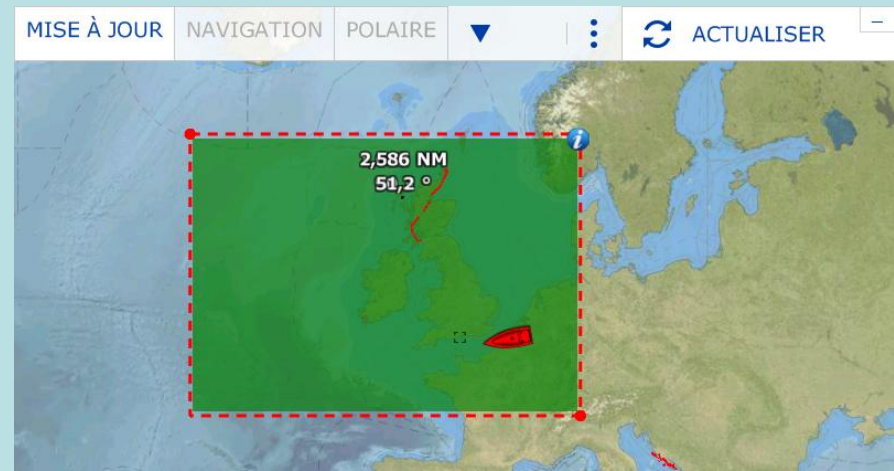 MISE À JOUR NAVIGATION POLAIRE ACTUALISER
2,586 NM
51,2 °